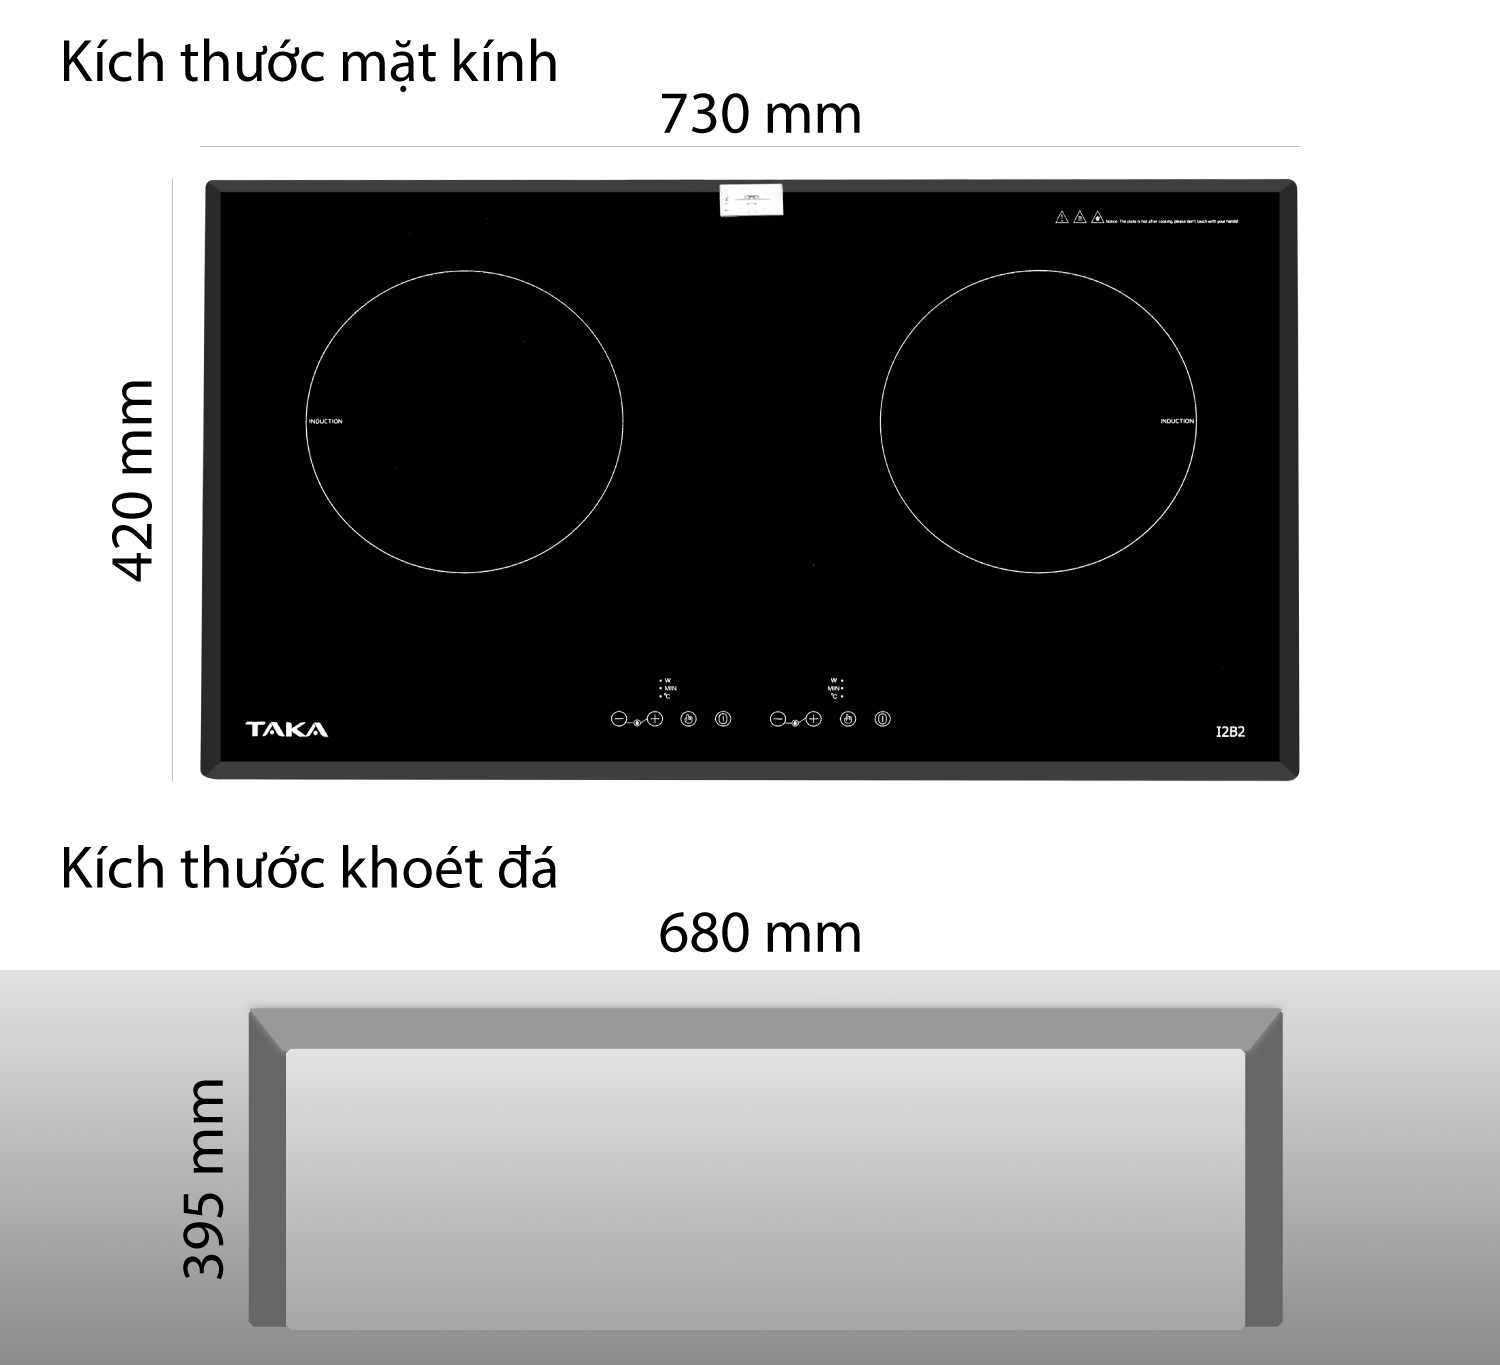 Kích thước mặt kính
730 mm
420 mm
Notice: The plate is hot after cooking, please don't touch with your hands!
INDUCTION
INDUCTION
W
MIN
°C
W
MIN
°C
TAKA
I2B2
Kích thước khoét đá
680 mm
395 mm